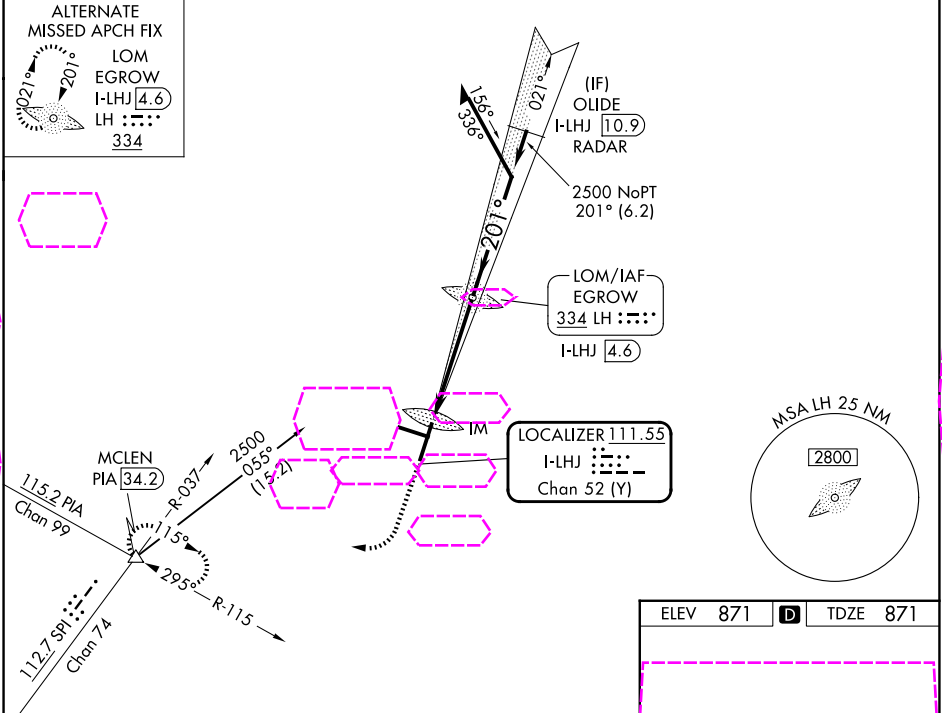 ALTERNATE
MISSED APCH FIX
LOM
EGROW
I-LHJ 4.6
LH
334
021°
201°
156°
336°
021°
(IF)
OLIDE
I-LHJ 10.9
RADAR
2500 NoPT
201° (6.2)
201°
LOM/IAF
EGROW
334 LH
I-LHJ 4.6
IM
LOCALIZER 111.55
I-LHJ
Chan 52 (Y)
MSA LH 25 NM
2800
MCLEN
PIA 34.2
R-037
2500
055°
(15.2)
115.2 PIA
Chan 99
115°
295°
R-115
112.7 SPI
Chan 74
ELEV 871 D TDZE 871